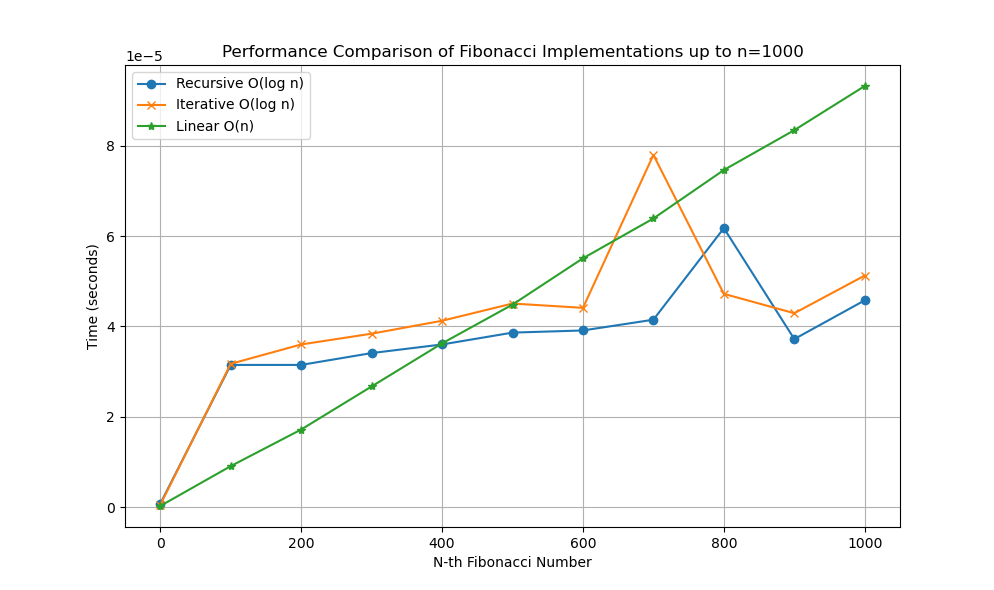 Performance Comparison of Fibonacci Implementations up to n=1000
1e−5
Recursive O(log n)
Iterative O(log n)
Linear O(n)
8
6
4
2
0
Time (seconds)
0 200 400 600 800 1000
N-th Fibonacci Number